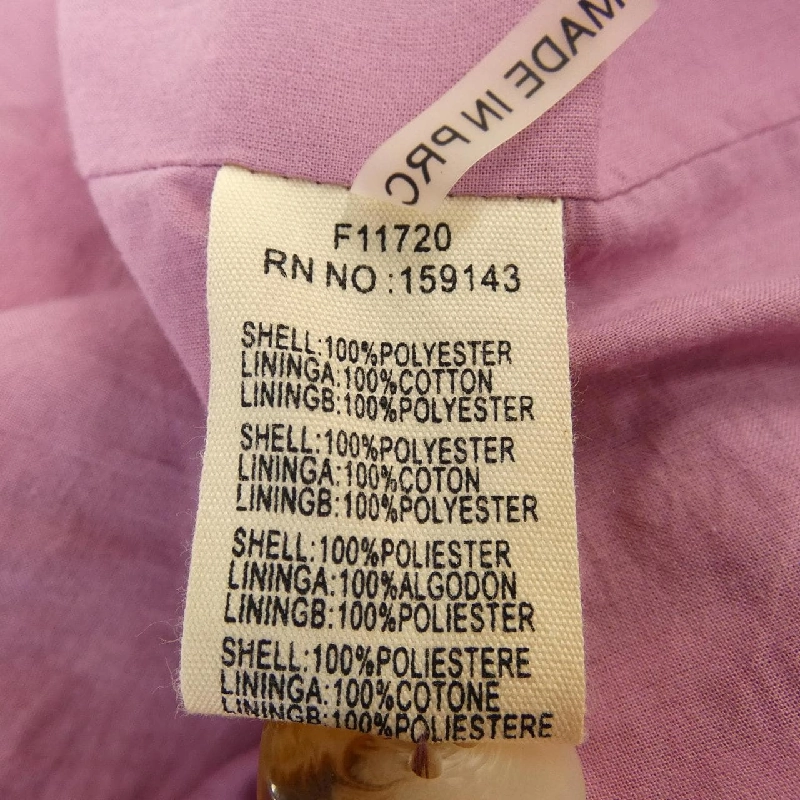 MADE IN PRC
F11720
RN NO :159143
SHELL:100%POLYESTER
LININGA:100%COTTON
LININGB:100%POLYESTER
SHELL:100%POLYESTER
LININGA:100%COTON
LININGB:100%POLYESTER
SHELL:100%POLIESTER
LININGA:100%ALGODON
LININGB:100%POLIESTER
SHELL:100%POLIESTERE
LININGA:100%COTONE
LININGB:100%POLIESTERE